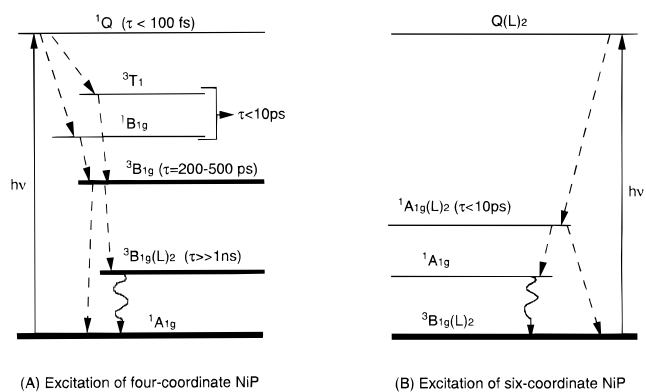 ¹Q (τ < 100 fs)
³T₁
¹B₁g
τ<10ps
³B₁g (τ=200-500 ps)
hν
³B₁g(L)₂ (τ>>1ns)
¹A₁g
(A) Excitation of four-coordinate NiP
Q(L)₂
hν
¹A₁g(L)₂ (τ<10ps)
¹A₁g
³B₁g(L)₂
(B) Excitation of six-coordinate NiP